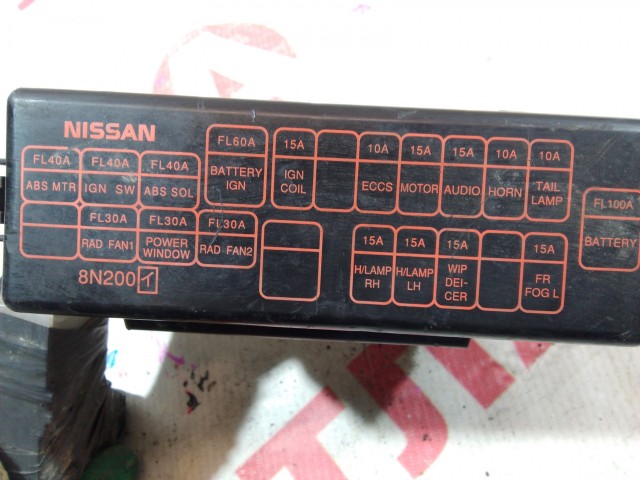 NISSAN
FL40A FL40A FL40A FL60A 15A 10A 15A 15A 10A 10A
ABS MTR IGN SW ABS SOL BATTERY IGN IGN COIL ECCS MOTOR AUDIO HORN TAIL LAMP
FL100A
BATTERY
FL30A FL30A FL30A 15A 15A 15A 15A
RAD FAN1 POWER WINDOW RAD FAN2 H/LAMP RH H/LAMP LH WIP DEI- CER FR FOG L
8N200 イ